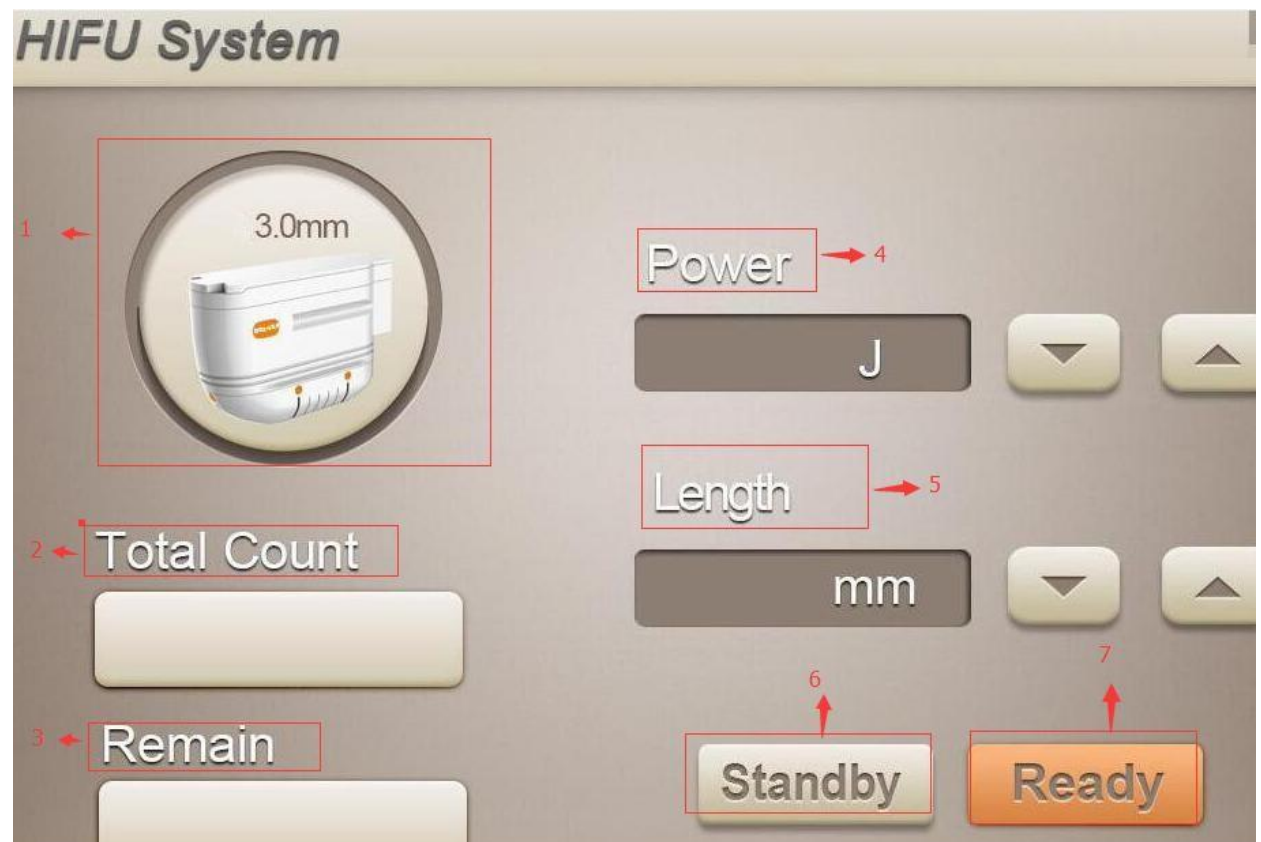 HIFU System
1
3.0mm
Power
4
J
Length
5
2
Total Count
mm
7
6
3
Remain
Standby
Ready